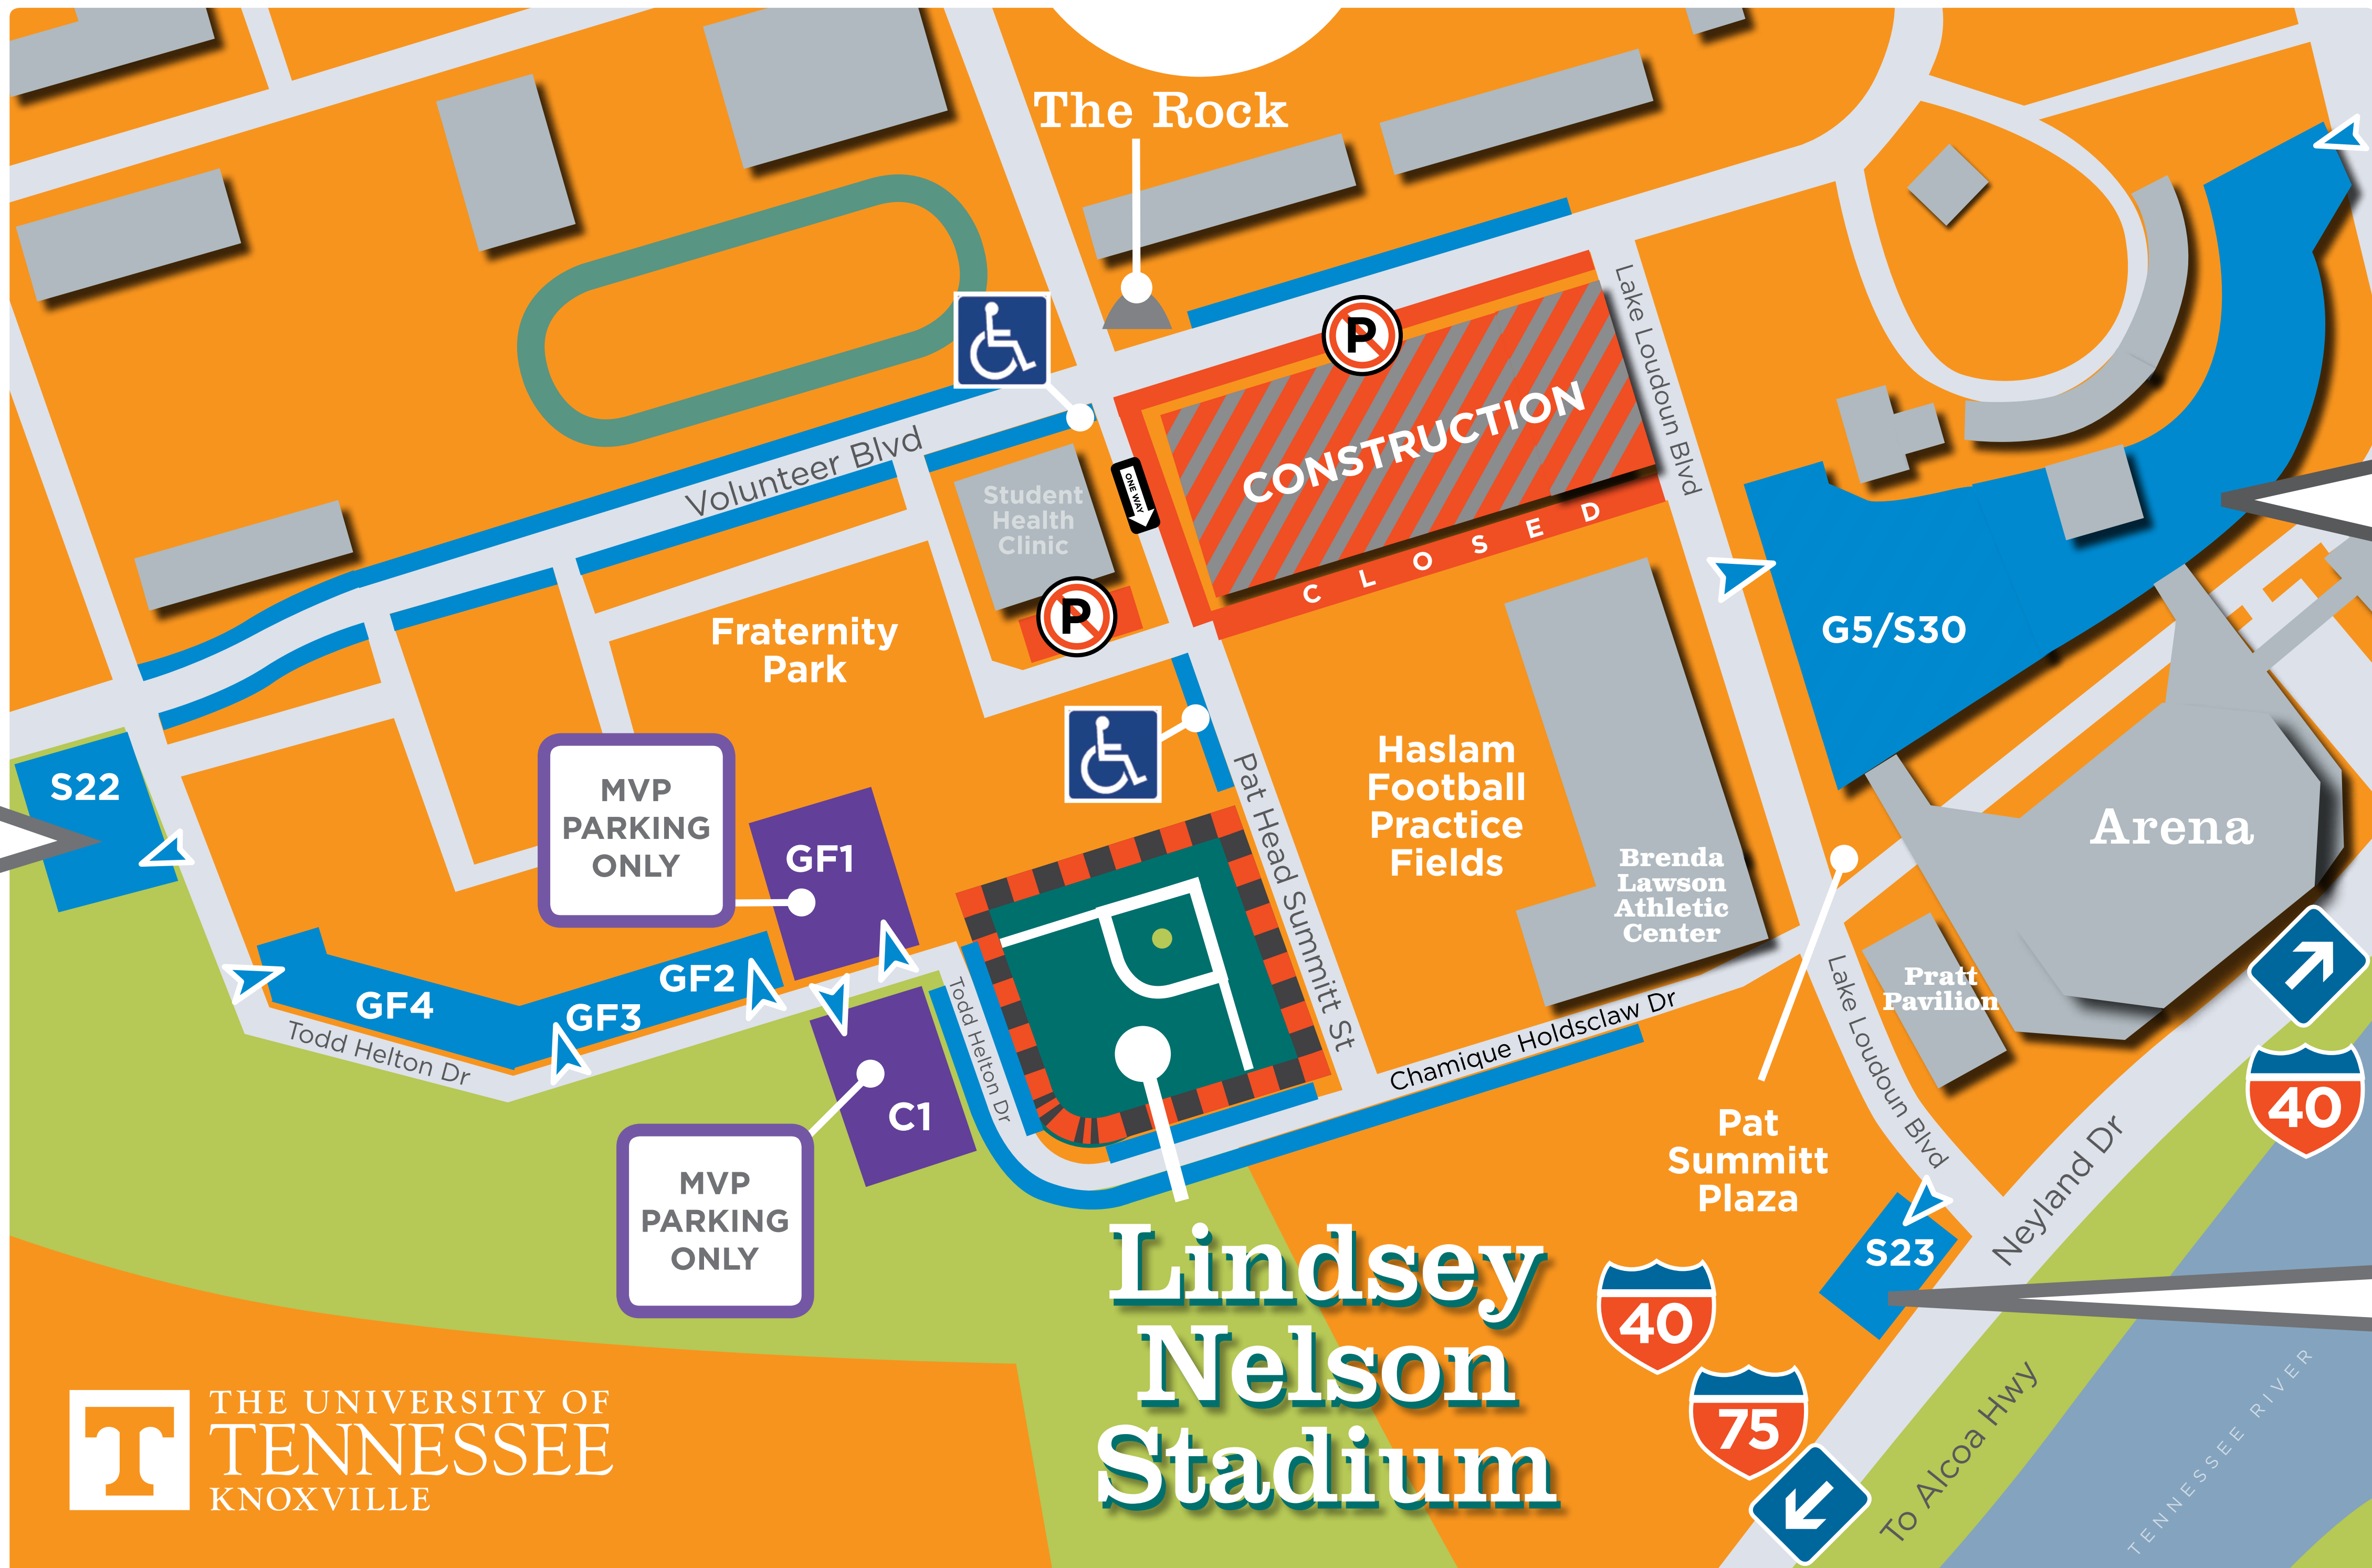 The Rock
P
Lake Loudoun Blvd
CONSTRUCTION
CLOSED
ONE WAY
Volunteer Blvd
Student
Health
Clinic
P
Fraternity
Park
G5/S30
S22
MVP
PARKING
ONLY
GF1
Pat Head Summitt St
Haslam
Football
Practice
Fields
Brenda
Lawson
Athletic
Center
Arena
GF2
GF3
GF4
Todd Helton Dr
Todd Helton Dr
C1
MVP
PARKING
ONLY
Chamique Holdsclaw Dr
Pratt
Pavilion
Lake Loudoun Blvd
Pat
Summitt
Plaza
40
Neyland Dr
S23
Lindsey
Nelson
Stadium
40
75
To Alcoa Hwy
TENNESSEE RIVER
T
THE UNIVERSITY OF
TENNESSEE
KNOXVILLE